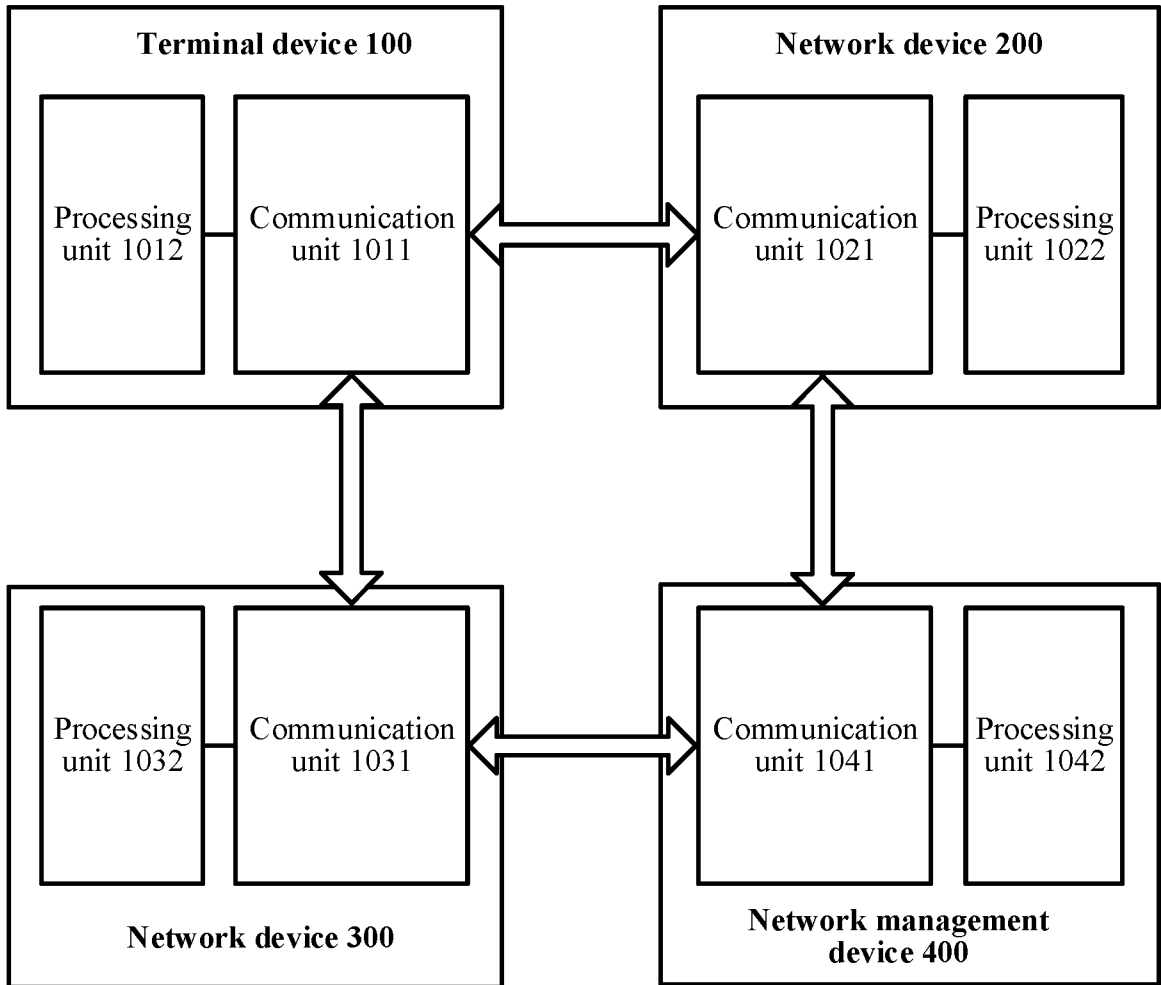 Terminal device 100
Processing
unit 1012
Communication
unit 1011
Network device 200
Communication
unit 1021
Processing
unit 1022
Processing
unit 1032
Communication
unit 1031
Network device 300
Communication
unit 1041
Processing
unit 1042
Network management
device 400